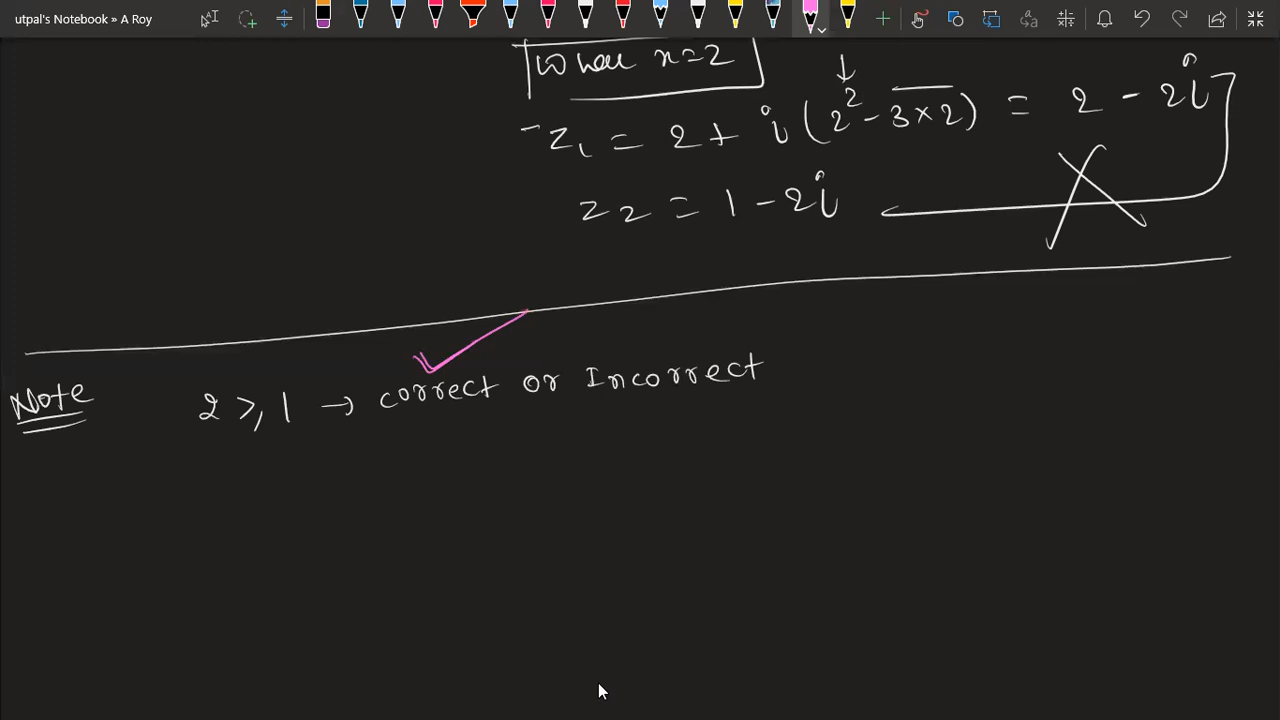 utpal's Notebook » A Roy
When x=2
z₁ = 2 + i (2² - 3×2) = 2 - 2i
z₂ = 1 - 2i
Note 2 ≥ 1 → correct or Incorrect